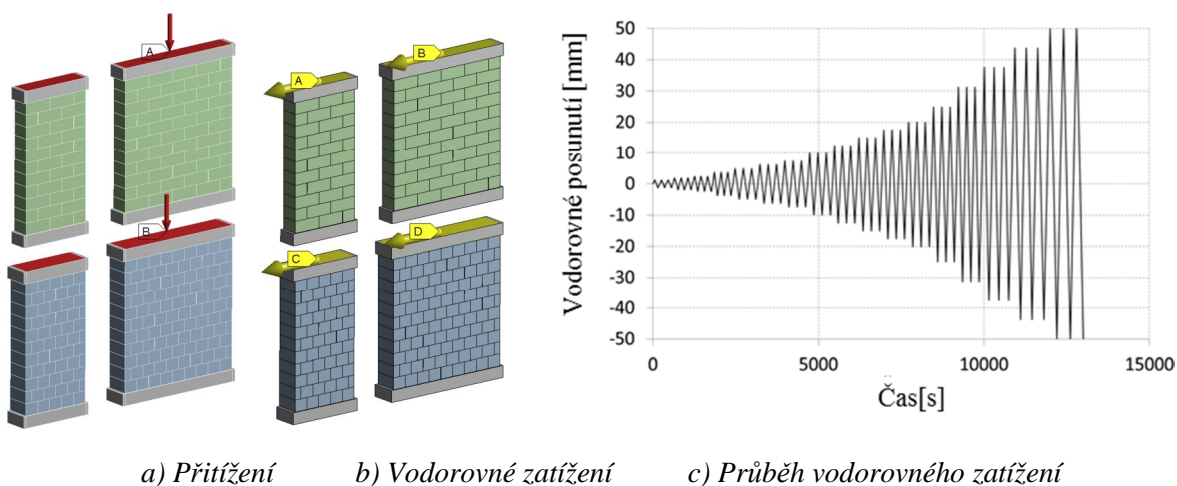 A
B
A
B
C
D
Vodorovné posunutí [mm]
50
40
30
20
10
0
-10
-20
-30
-40
-50
0 5000 10000 15000
Čas[s]
a) Přitížení b) Vodorovné zatížení c) Průběh vodorovného zatížení